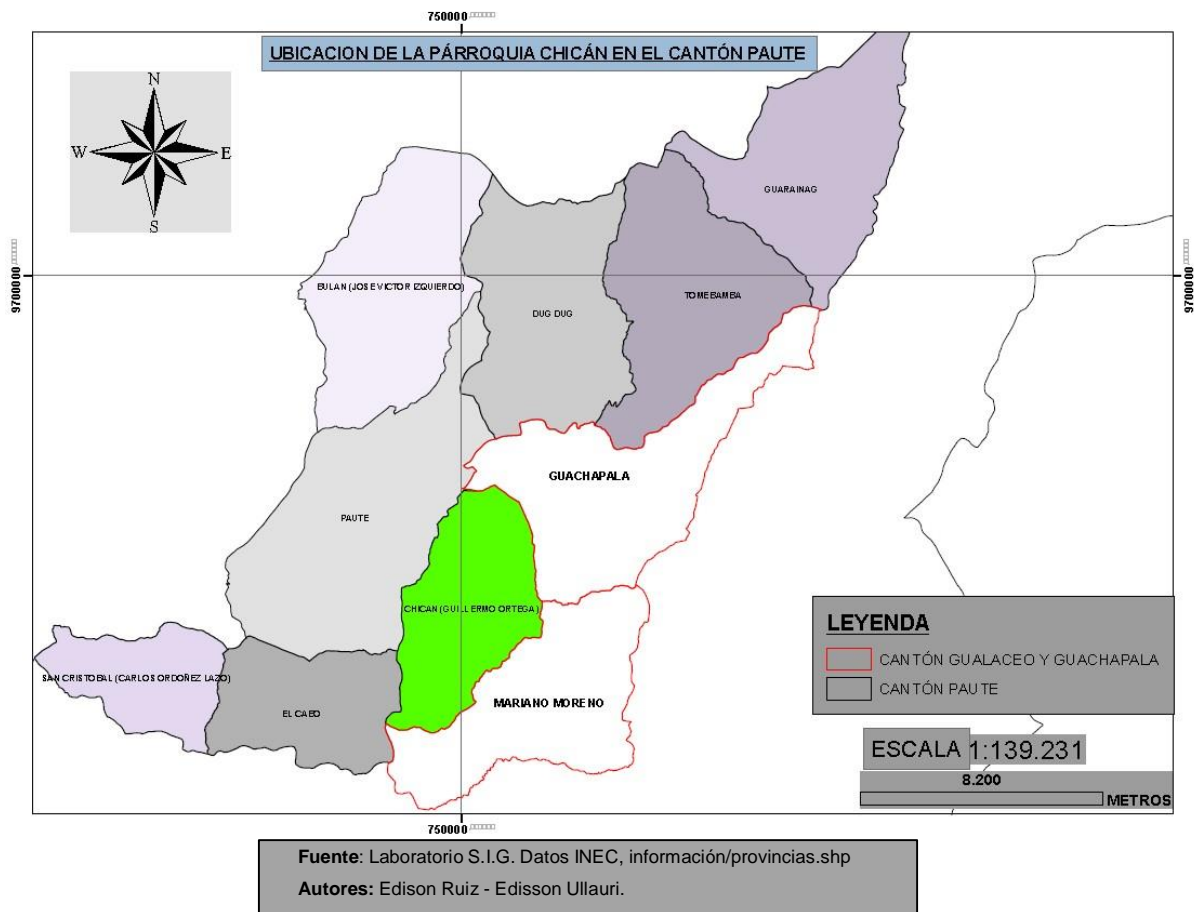 750000
UBICACION DE LA PÁRROQUIA CHICÁN EN EL CANTÓN PAUTE
N
W E
S
GUARAINAG
9700000
9700000
BULAN (JOSE VICTOR IZQUIERDO)
TOMEBAMBA
DUG DUG
GUACHAPALA
PAUTE
CHICAN (GUILLERMO ORTEGA)
LEYENDA
CANTÓN GUALACEO Y GUACHAPALA
CANTÓN PAUTE
SAN CRISTOBAL (CARLOS ORDOÑEZ LAZO)
MARIANO MORENO
EL CABO
ESCALA 1:139.231
8.200
METROS
750000
Fuente: Laboratorio S.I.G. Datos INEC, información/provincias.shp
Autores: Edison Ruiz - Edisson Ullauri.